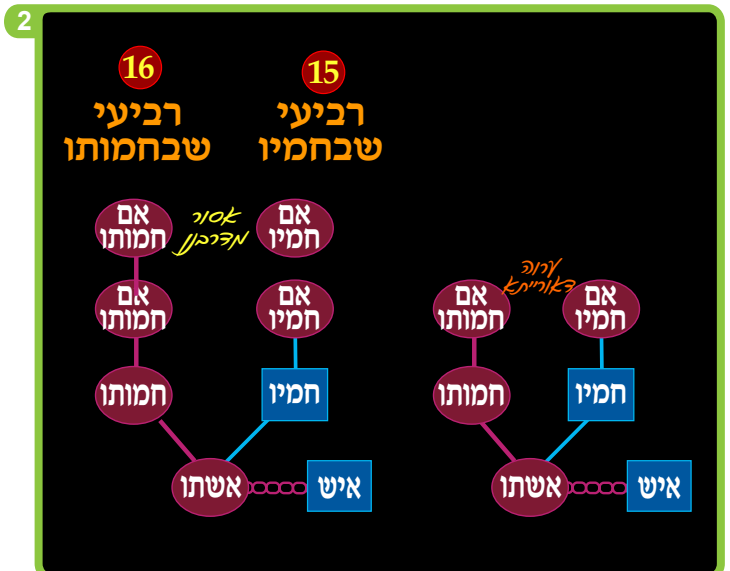 2
15
רביעי
שבחמיו
16
רביעי
שבחמותו
אם
חמיו
אסור
מדרבנן
אם
חמותו
אם
חמיו
אם
חמותו
חמיו
חמותו
איש
אשתו
ערוה
דאורייתא
אם
חמיו
אם
חמותו
חמיו
חמותו
איש
אשתו